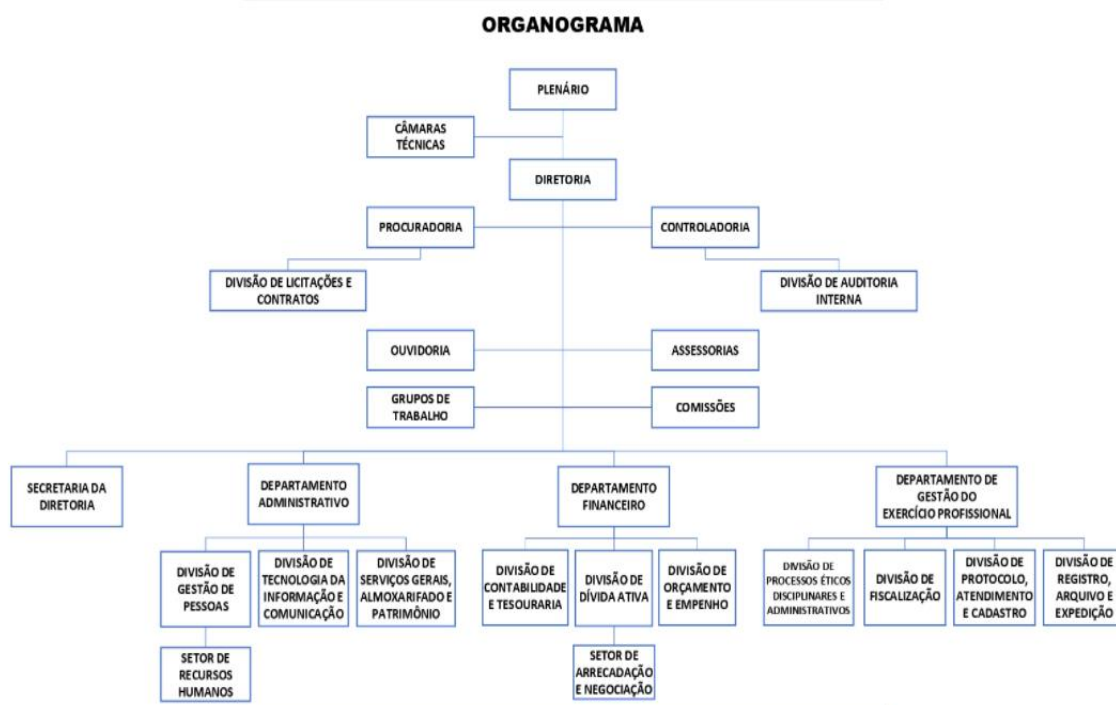 ORGANOGRAMA
PLENÁRIO
CÂMARAS
TÉCNICAS
DIRETORIA
PROCURADORIA
CONTROLADORIA
DIVISÃO DE LICITAÇÕES E
CONTRATOS
DIVISÃO DE AUDITORIA
INTERNA
OUVIDORIA
ASSESSORIAS
GRUPOS DE
TRABALHO
COMISSÕES
SECRETARIA DA
DIRETORIA
DEPARTAMENTO
ADMINISTRATIVO
DEPARTAMENTO
FINANCEIRO
DEPARTAMENTO DE
GESTÃO DO
EXERCÍCIO PROFISSIONAL
DIVISÃO DE
GESTÃO DE
PESSOAS
DIVISÃO DE
TECNOLOGIA DA
INFORMAÇÃO E
COMUNICAÇÃO
DIVISÃO DE
SERVIÇOS GERAIS,
ALMOXARIFADO E
PATRIMÔNIO
DIVISÃO DE
CONTABILIDADE
E TESOURARIA
DIVISÃO DE
DÍVIDA ATIVA
DIVISÃO DE
ORÇAMENTO
E EMPENHO
DIVISÃO DE
PROCESSOS ÉTICOS
DISCIPLINARES E
ADMINISTRATIVOS
DIVISÃO DE
FISCALIZAÇÃO
DIVISÃO DE
PROTOCOLO,
ATENDIMENTO
E CADASTRO
DIVISÃO DE
REGISTRO,
ARQUIVO E
EXPEDIÇÃO
SETOR DE
RECURSOS
HUMANOS
SETOR DE
ARRECADAÇÃO
E NEGOCIAÇÃO